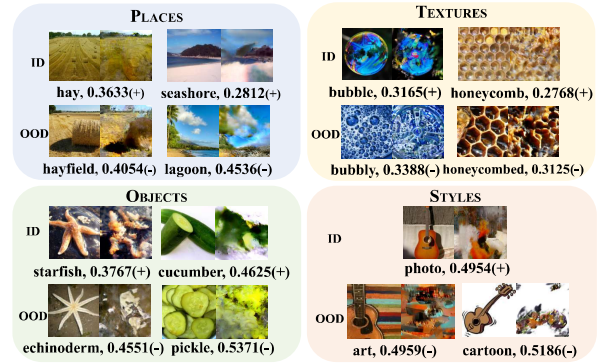 PLACES
ID
hay, 0.3633(+)
seashore, 0.2812(+)
OOD
hayfield, 0.4054(-)
lagoon, 0.4536(-)
TEXTURES
ID
bubble, 0.3165(+)
honeycomb, 0.2768(+)
OOD
bubbly, 0.3388(-)
honeycombed, 0.3125(-)
OBJECTS
ID
starfish, 0.3767(+)
cucumber, 0.4625(+)
OOD
echinoderm, 0.4551(-)
pickle, 0.5371(-)
STYLES
ID
photo, 0.4954(+)
OOD
art, 0.4959(-)
cartoon, 0.5186(-)